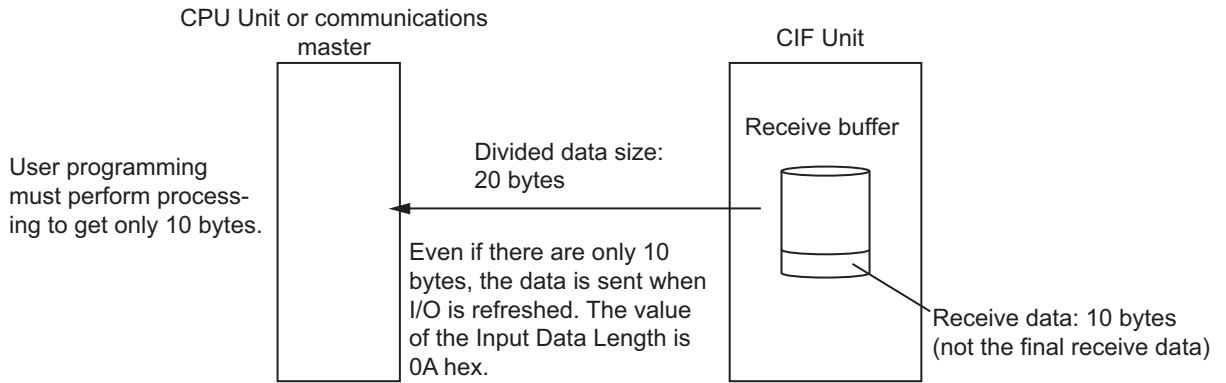 CPU Unit or communications
master
CIF Unit
Receive buffer
User programming
must perform process-
ing to get only 10 bytes.
Divided data size:
20 bytes
Even if there are only 10
bytes, the data is sent when
I/O is refreshed. The value
of the Input Data Length is
0A hex.
Receive data: 10 bytes
(not the final receive data)